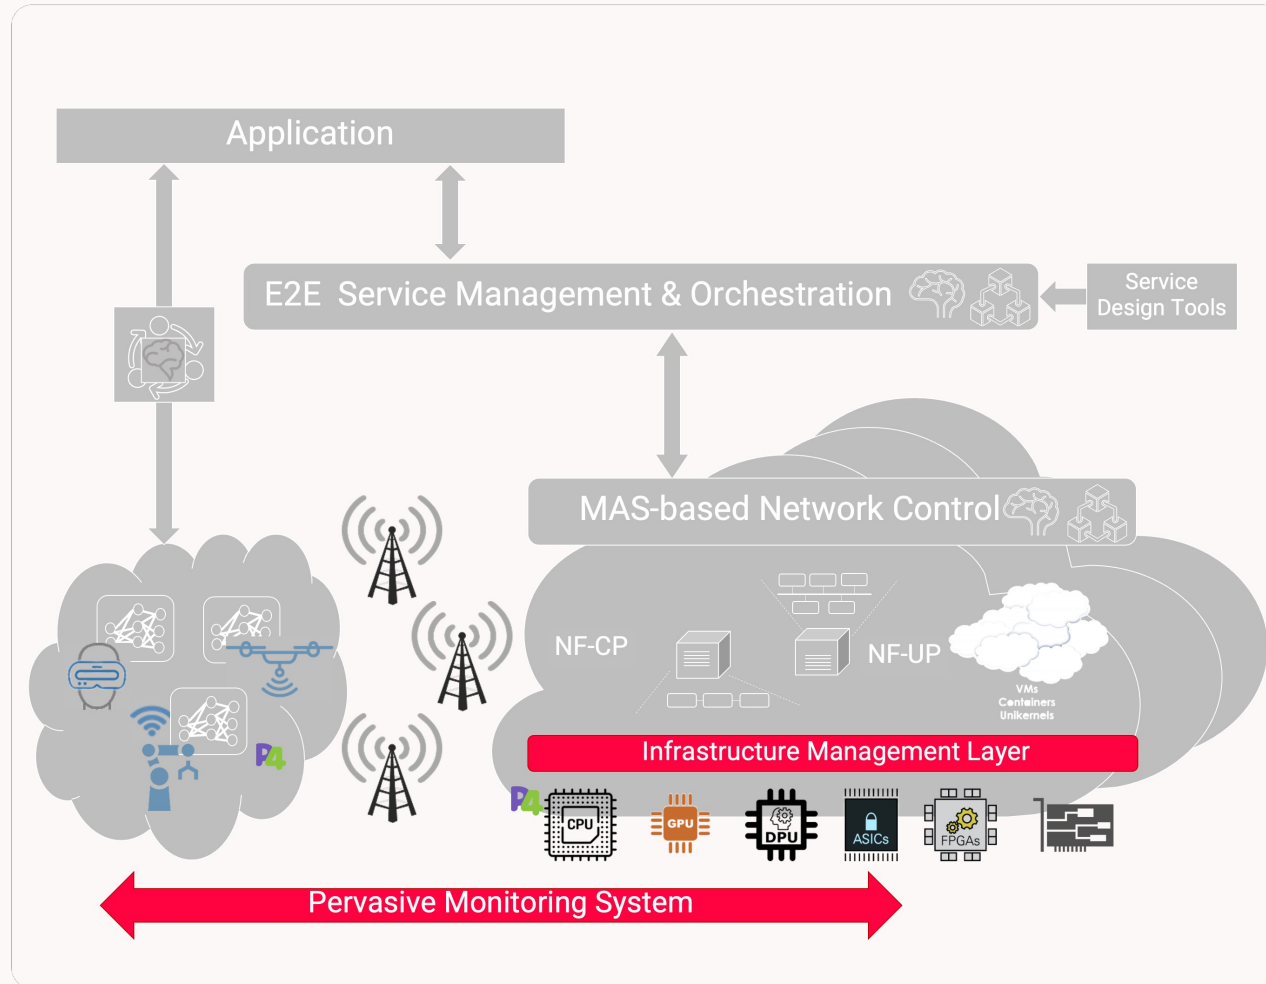 Application
E2E Service Management & Orchestration
Service
Design Tools
MAS-based Network Control
NF-CP
NF-UP
VMs
Containers
Unikernels
Infrastructure Management Layer
P4
P4
CPU
GPU
DPU
ASICs
FPGAs
Pervasive Monitoring System